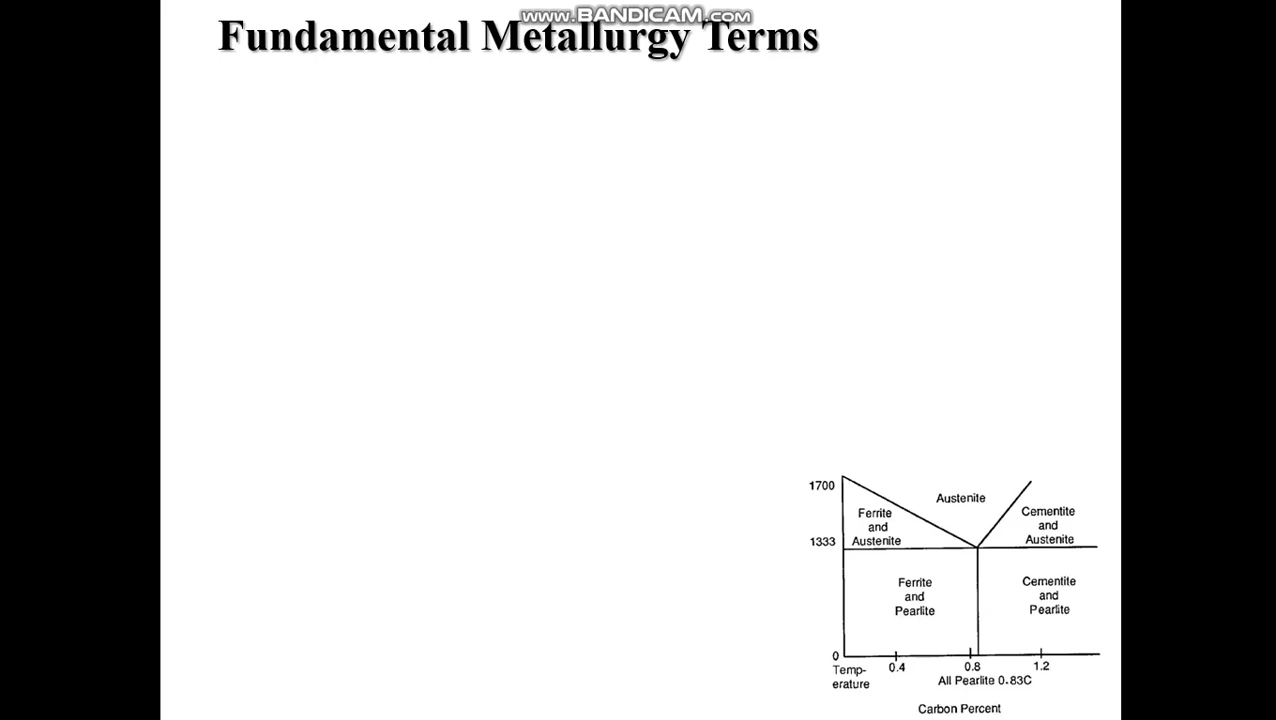 www.BANDICAM.com
Fundamental Metallurgy Terms
1700
Austenite
Ferrite
and
Austenite
Cementite
and
Austenite
1333
Ferrite
and
Pearlite
Cementite
and
Pearlite
0
Temp-
erature
0.4
0.8
1.2
All Pearlite 0.83C
Carbon Percent